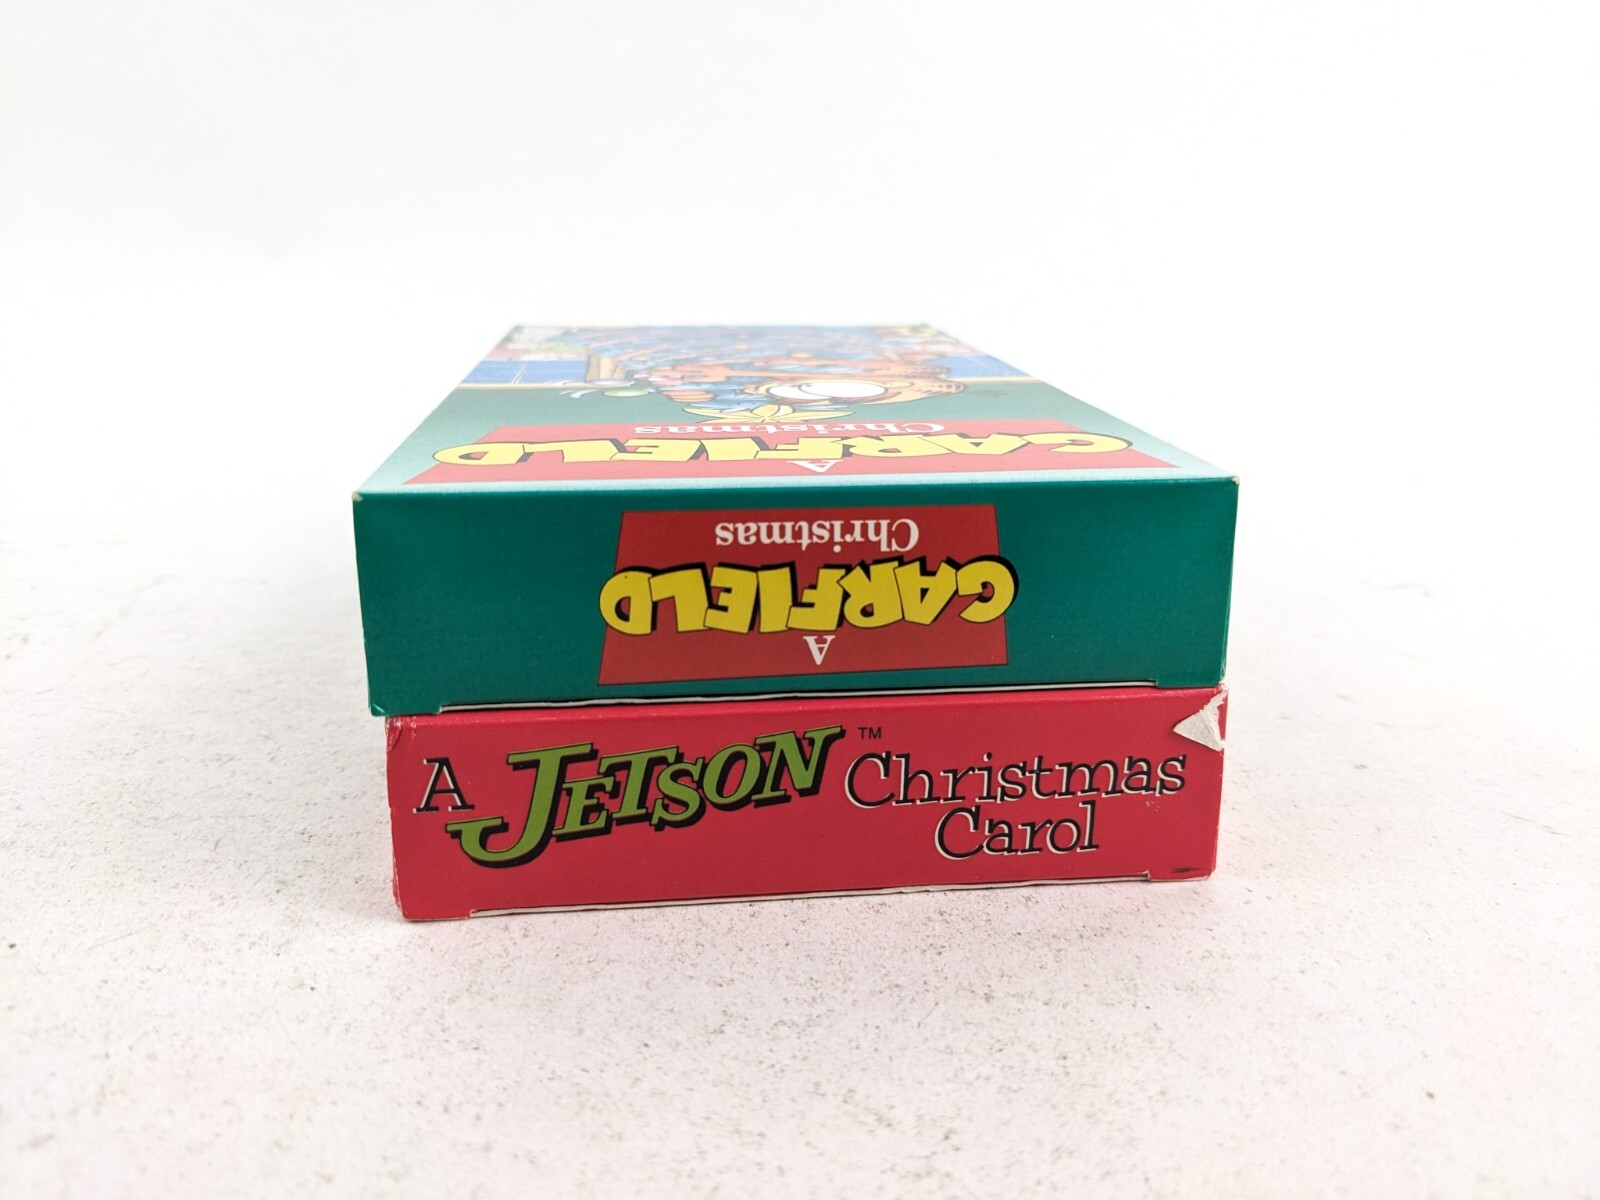 A
GARFIELD
Christmas
A
GARFIELD
Christmas
A JETSON™ Christmas
Carol